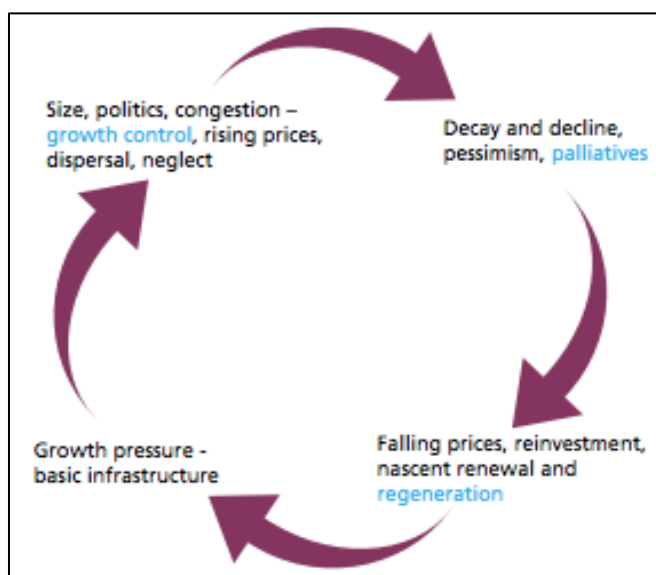 Size, politics, congestion –
growth control, rising prices,
dispersal, neglect
Decay and decline,
pessimism, palliatives
Falling prices, reinvestment,
nascent renewal and
regeneration
Growth pressure -
basic infrastructure